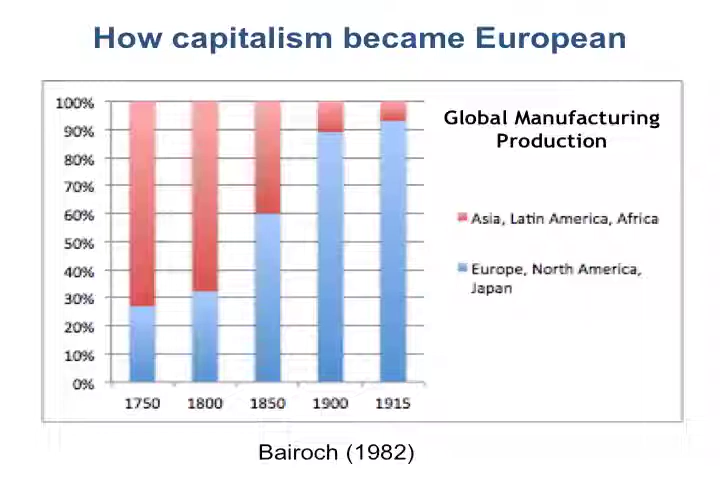 How capitalism became European
100%
90%
80%
70%
60%
50%
40%
30%
20%
10%
0%
1750 1800 1850 1900 1915
Global Manufacturing
Production
Asia, Latin America, Africa
Europe, North America,
Japan
Bairoch (1982)